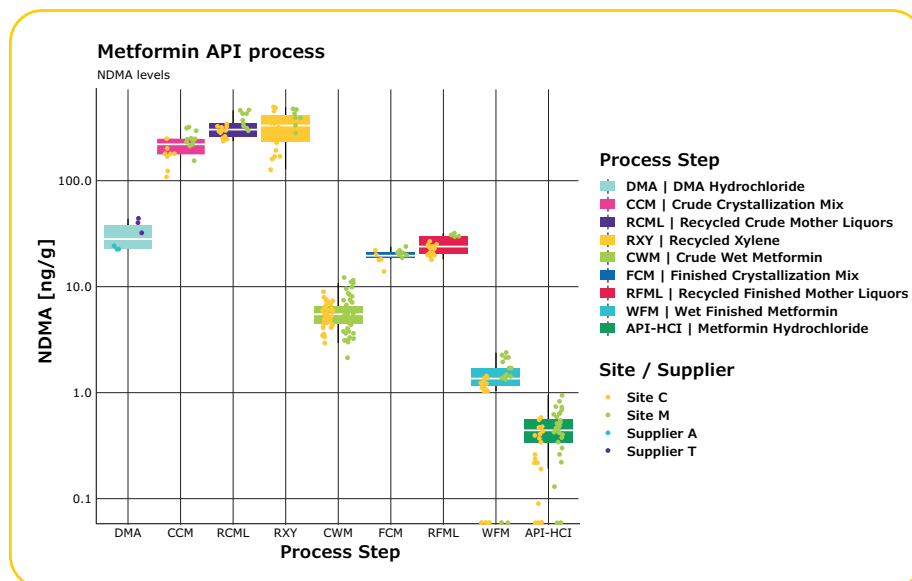 Metformin API process
NDMA levels
NDMA [ng/g]
100.0
10.0
1.0
0.1
DMA CCM RCML RXY CWM FCM RFML WFM API-HCI
Process Step
Process Step
DMA | DMA Hydrochloride
CCM | Crude Crystallization Mix
RCML | Recycled Crude Mother Liquors
RXY | Recycled Xylene
CWM | Crude Wet Metformin
FCM | Finished Crystallization Mix
RFML | Recycled Finished Mother Liquors
WFM | Wet Finished Metformin
API-HCI | Metformin Hydrochloride
Site / Supplier
Site C
Site M
Supplier A
Supplier T